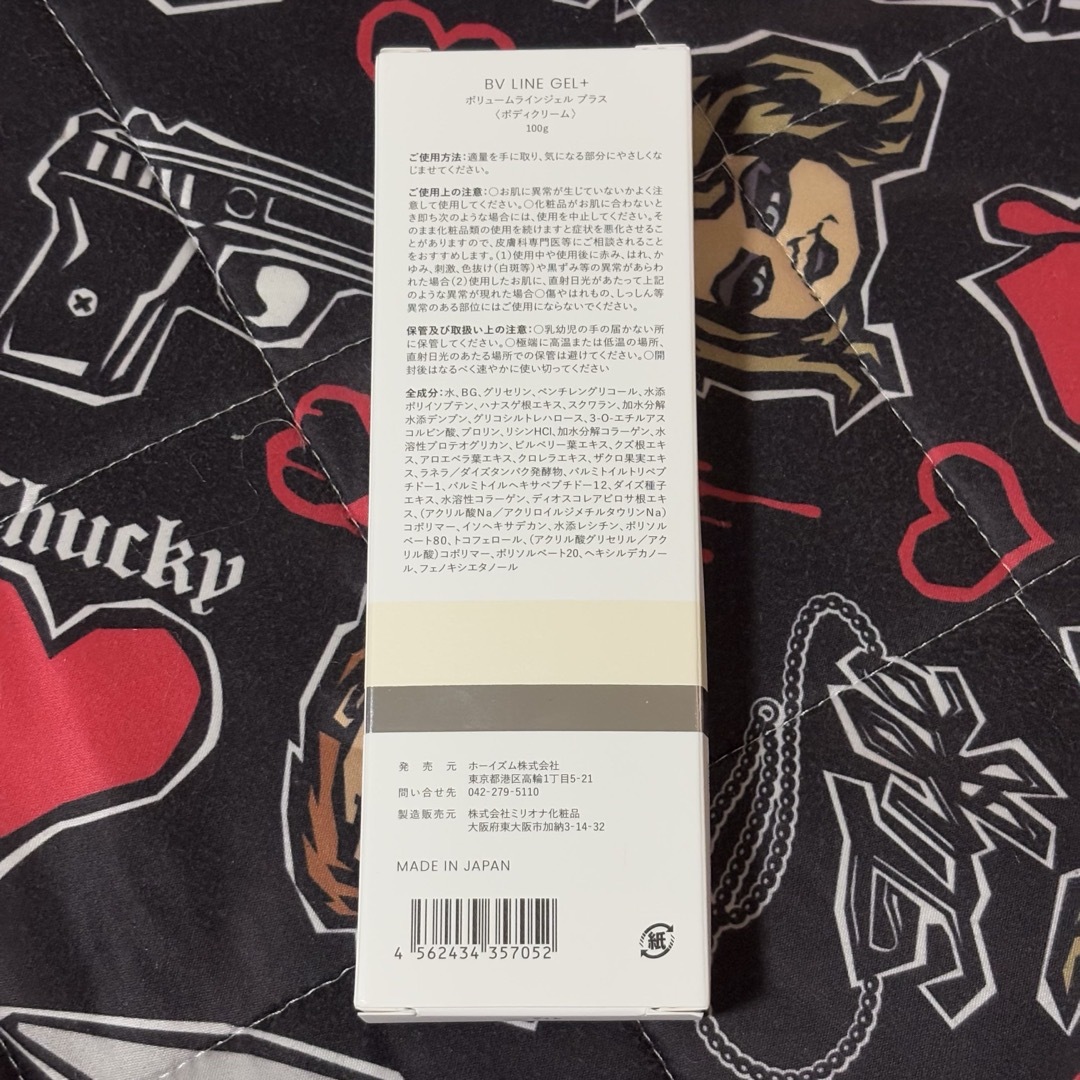 BV LINE GEL+
ボリュームラインジェル プラス
〈ボディクリーム〉
100g
ご使用方法：適量を手に取り、気になる部分にやさしくな
じませてください。
ご使用上の注意：○お肌に異常が生じていないかよく注
意して使用してください。○化粧品がお肌に合わないと
き即ち次のような場合には、使用を中止してください。そ
のまま化粧品類の使用を続けますと症状を悪化させるこ
とがありますので、皮膚科専門医等にご相談されること
をおすすめします。(1)使用中や使用後に赤み、はれ、か
ゆみ、刺激、色抜け(白斑等)や黒ずみ等の異常があらわ
れた場合(2)使用したお肌に、直射日光があたって上記
のような異常が現れた場合○傷やはれもの、しっしん等
異常のある部位にはご使用にならないでください。
保管及び取扱い上の注意：○乳幼児の手の届かない所
に保管してください。○極端に高温または低温の場所、
直射日光のあたる場所での保管は避けてください。○開
封後はなるべく速やかに使い切ってください
全成分：水、BG、グリセリン、ペンチレングリコール、水添
ポリイソブテン、ハナスゲ根エキス、スクワラン、加水分解
水添デンプン、グリコシルトレハロース、3-O-エチルアス
コルビン酸、プロリン、リシンHCl、加水分解コラーゲン、水
溶性プロテオグリカン、ビルベリー葉エキス、クズ根エキ
ス、アロエベラ葉エキス、クロレラエキス、ザクロ果実エキ
ス、ラネラ／ダイズタンパク発酵物、パルミトイルトリペプ
チド-1、パルミトイルヘキサペプチド-12、ダイズ種子
エキス、水溶性コラーゲン、ディオスコレアビロサ根エキ
ス、(アクリル酸Na／アクリロイルジメチルタウリンNa)
コポリマー、イソヘキサデカン、水添レシチン、ポリソル
ベート80、トコフェロール、(アクリル酸グリセリル／アク
リル酸)コポリマー、ポリソルベート20、ヘキシルデカノー
ル、フェノキシエタノール
発売元 ホーイズム株式会社
東京都港区高輪1丁目5-21
問い合せ先 042-279-5110
製造販売元 株式会社ミリオナ化粧品
大阪府東大阪市加納3-14-32
MADE IN JAPAN
4 562434 357052
紙
Chucky